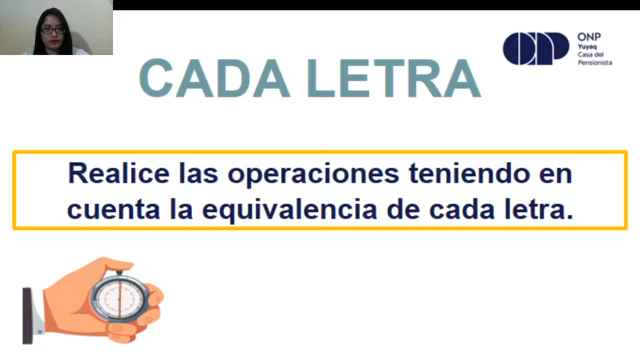 CADA LETRA
ONP
Yuyaq
Casa del
Pensionista
Realice las operaciones teniendo en
cuenta la equivalencia de cada letra.